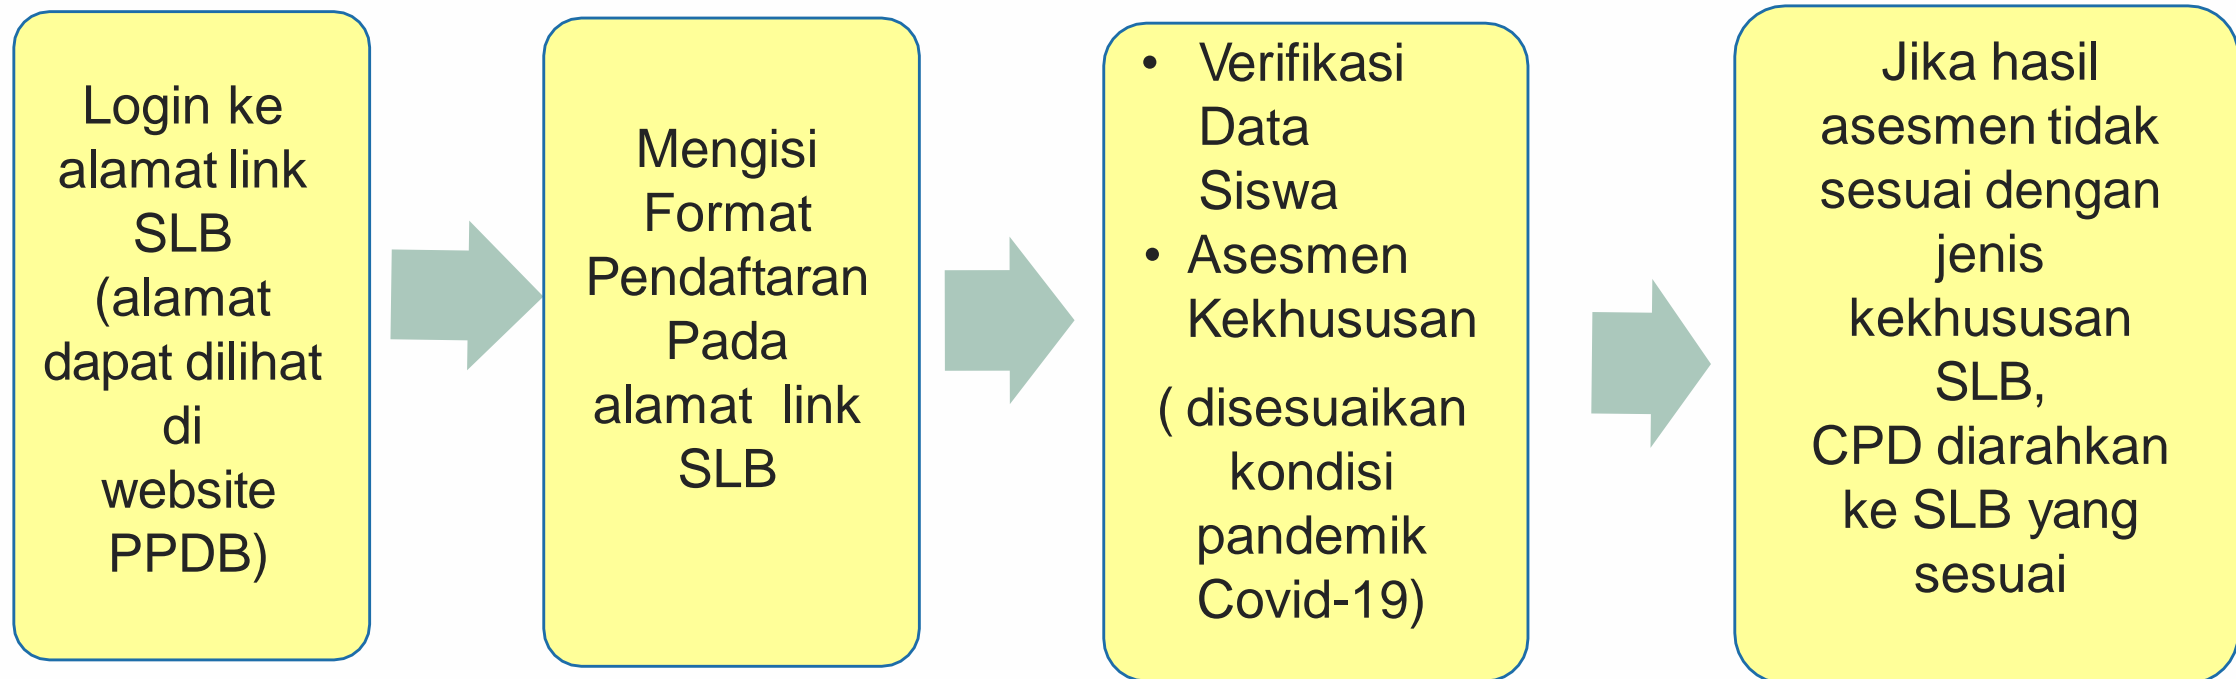 Login ke
alamat link
SLB
(alamat
dapat dilihat
di
website
PPDB)
Mengisi
Format
Pendaftaran
Pada
alamat link
SLB
• Verifikasi
Data
Siswa
• Asesmen
Kekhususan
( disesuaikan
kondisi
pandemik
Covid-19)
Jika hasil
asesmen tidak
sesuai dengan
jenis
kekhususan
SLB,
CPD diarahkan
ke SLB yang
sesuai